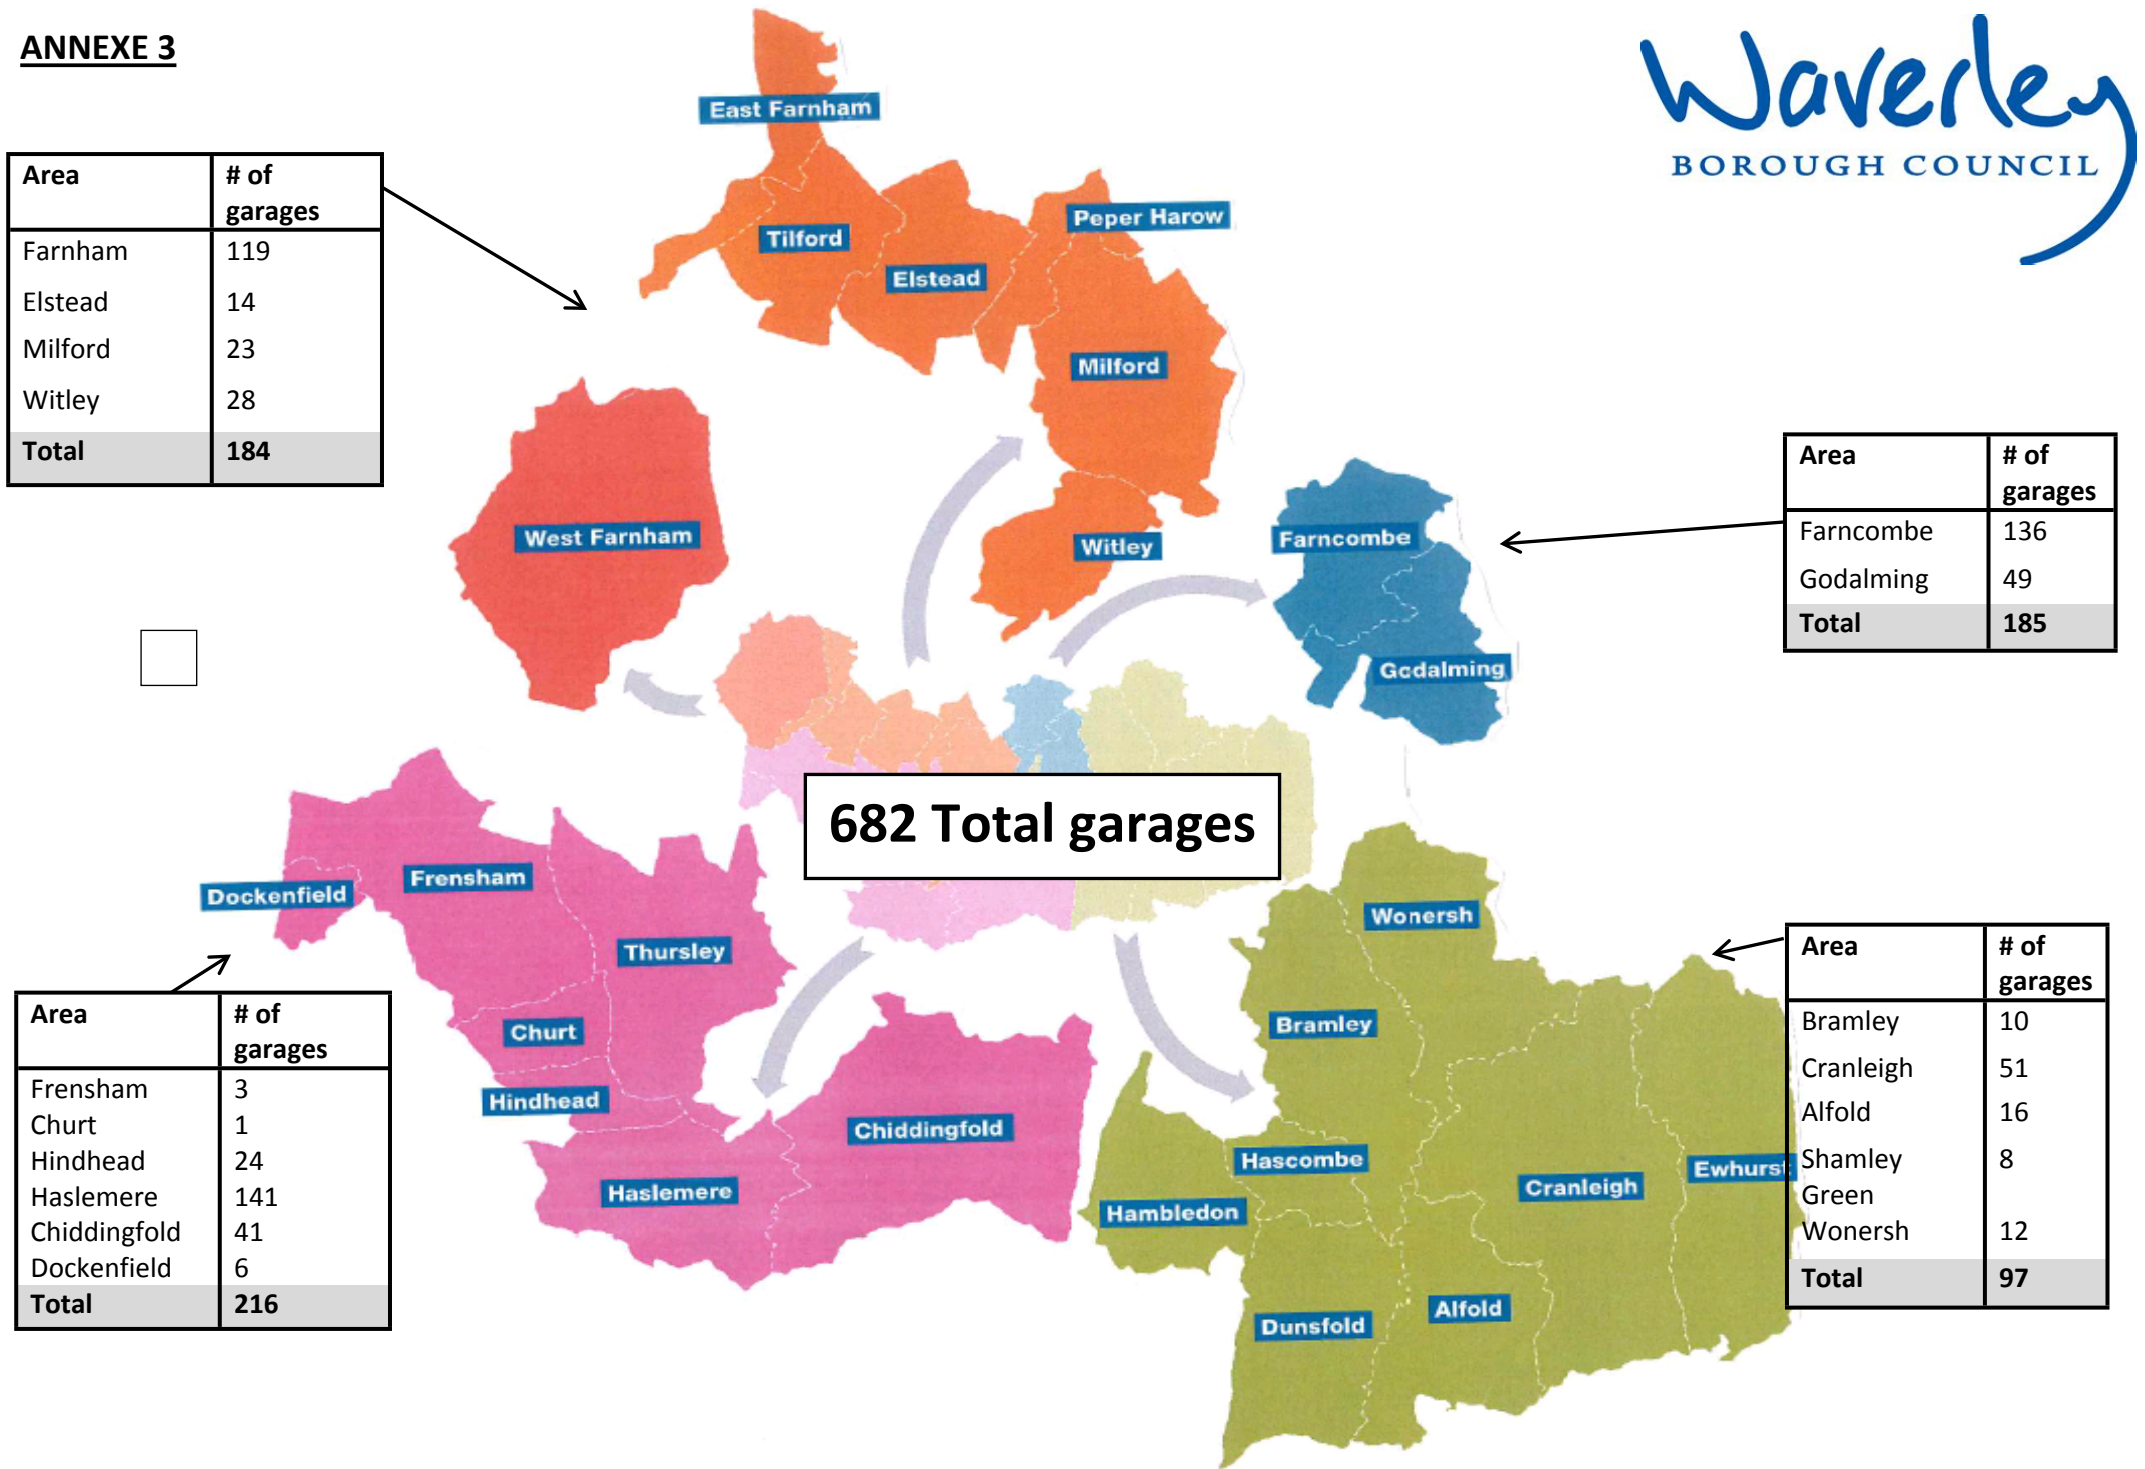 ANNEXE 3
Waverley
BOROUGH COUNCIL
East Farnham
Peper Harow
Tilford
Elstead
Milford
Witley
West Farnham
Farncombe
Godalming
Area # of
garages
Farnham 119
Elstead 14
Milford 23
Witley 28
Total 184
Area # of
garages
Farncombe 136
Godalming 49
Total 185
682 Total garages
Dockenfield
Frensham
Thursley
Churt
Hindhead
Haslemere
Chiddingfold
Wonersh
Bramley
Hascombe
Hambledon
Cranleigh
Ewhurst
Dunsfold
Alfold
Area # of
garages
Frensham 3
Churt 1
Hindhead 24
Haslemere 141
Chiddingfold 41
Dockenfield 6
Total 216
Area # of
garages
Bramley 10
Cranleigh 51
Alfold 16
Shamley 8
Green
Wonersh 12
Total 97